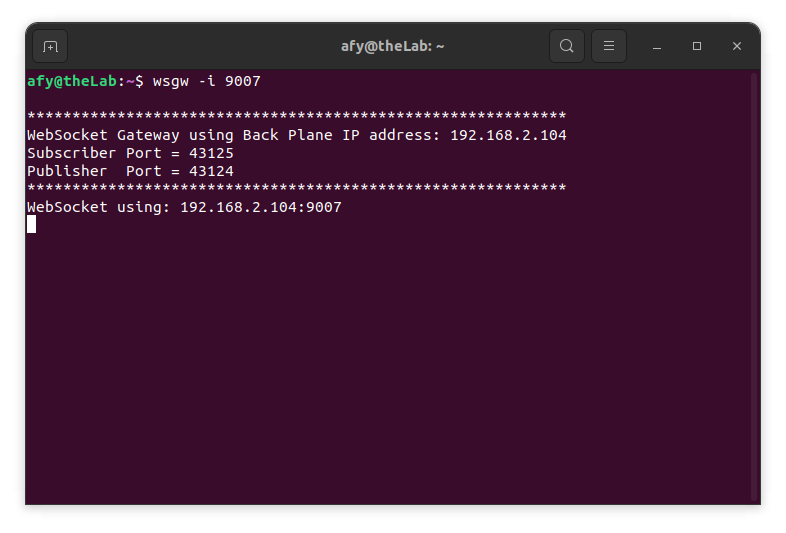 afy@theLab: ~
afy@theLab:~$ wsgw -i 9007
************************************************************
WebSocket Gateway using Back Plane IP address: 192.168.2.104
Subscriber Port = 43125
Publisher  Port = 43124
************************************************************
WebSocket using: 192.168.2.104:9007